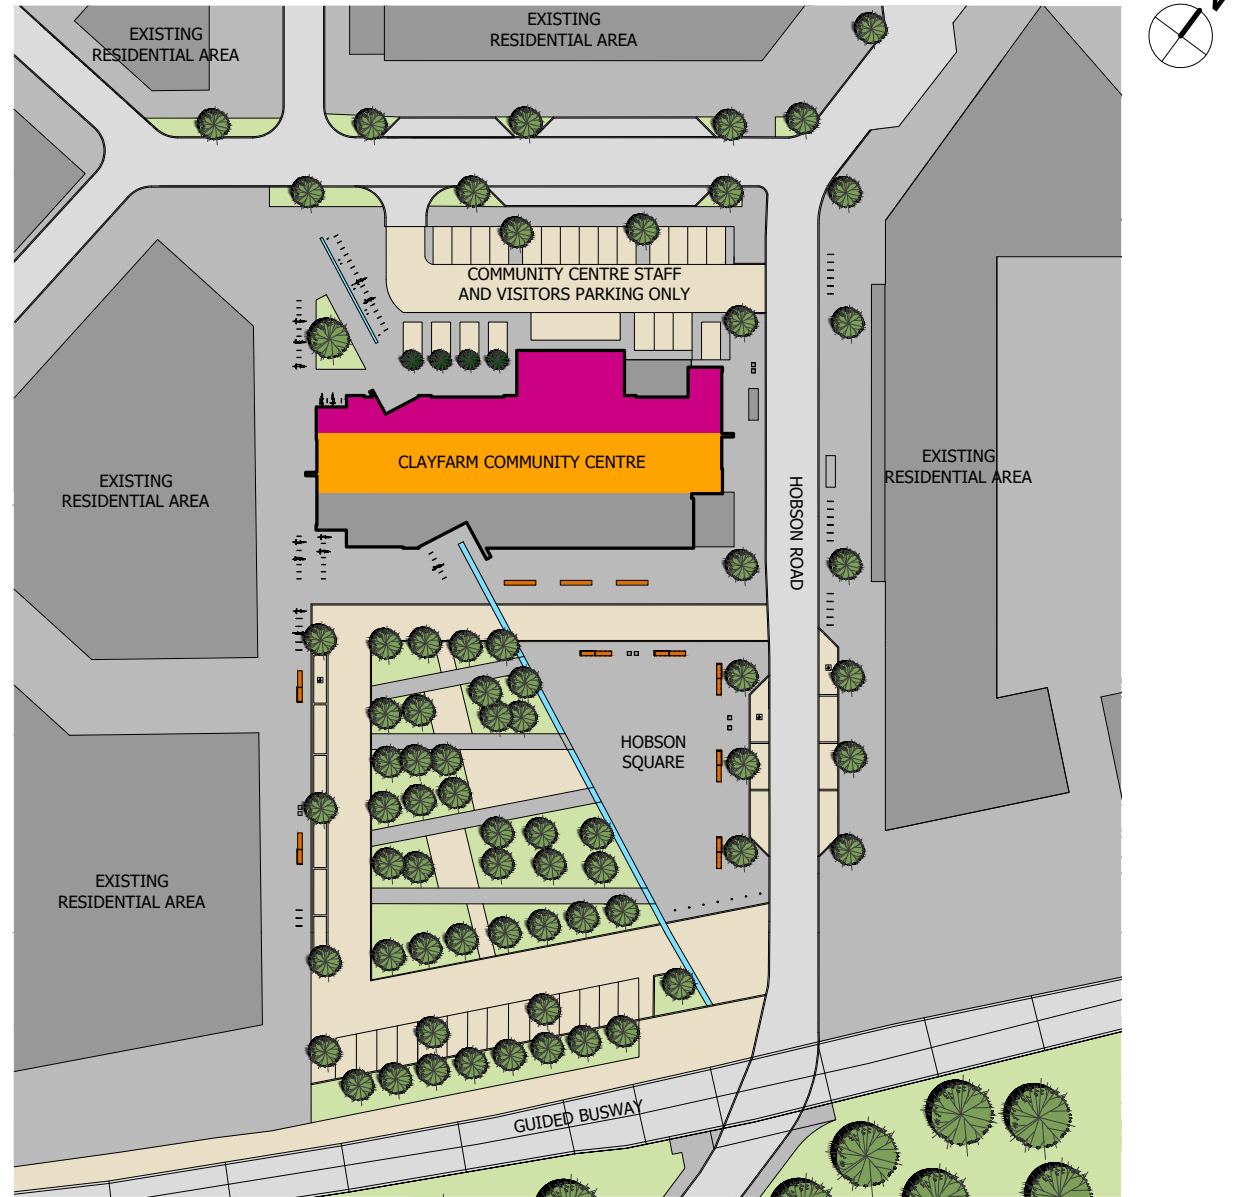 EXISTING
RESIDENTIAL AREA
EXISTING
RESIDENTIAL AREA
N
COMMUNITY CENTRE STAFF
AND VISITORS PARKING ONLY
CLAYFARM COMMUNITY CENTRE
EXISTING
RESIDENTIAL AREA
EXISTING
RESIDENTIAL AREA
HOBSON ROAD
HOBSON
SQUARE
EXISTING
RESIDENTIAL AREA
GUIDED BUSWAY